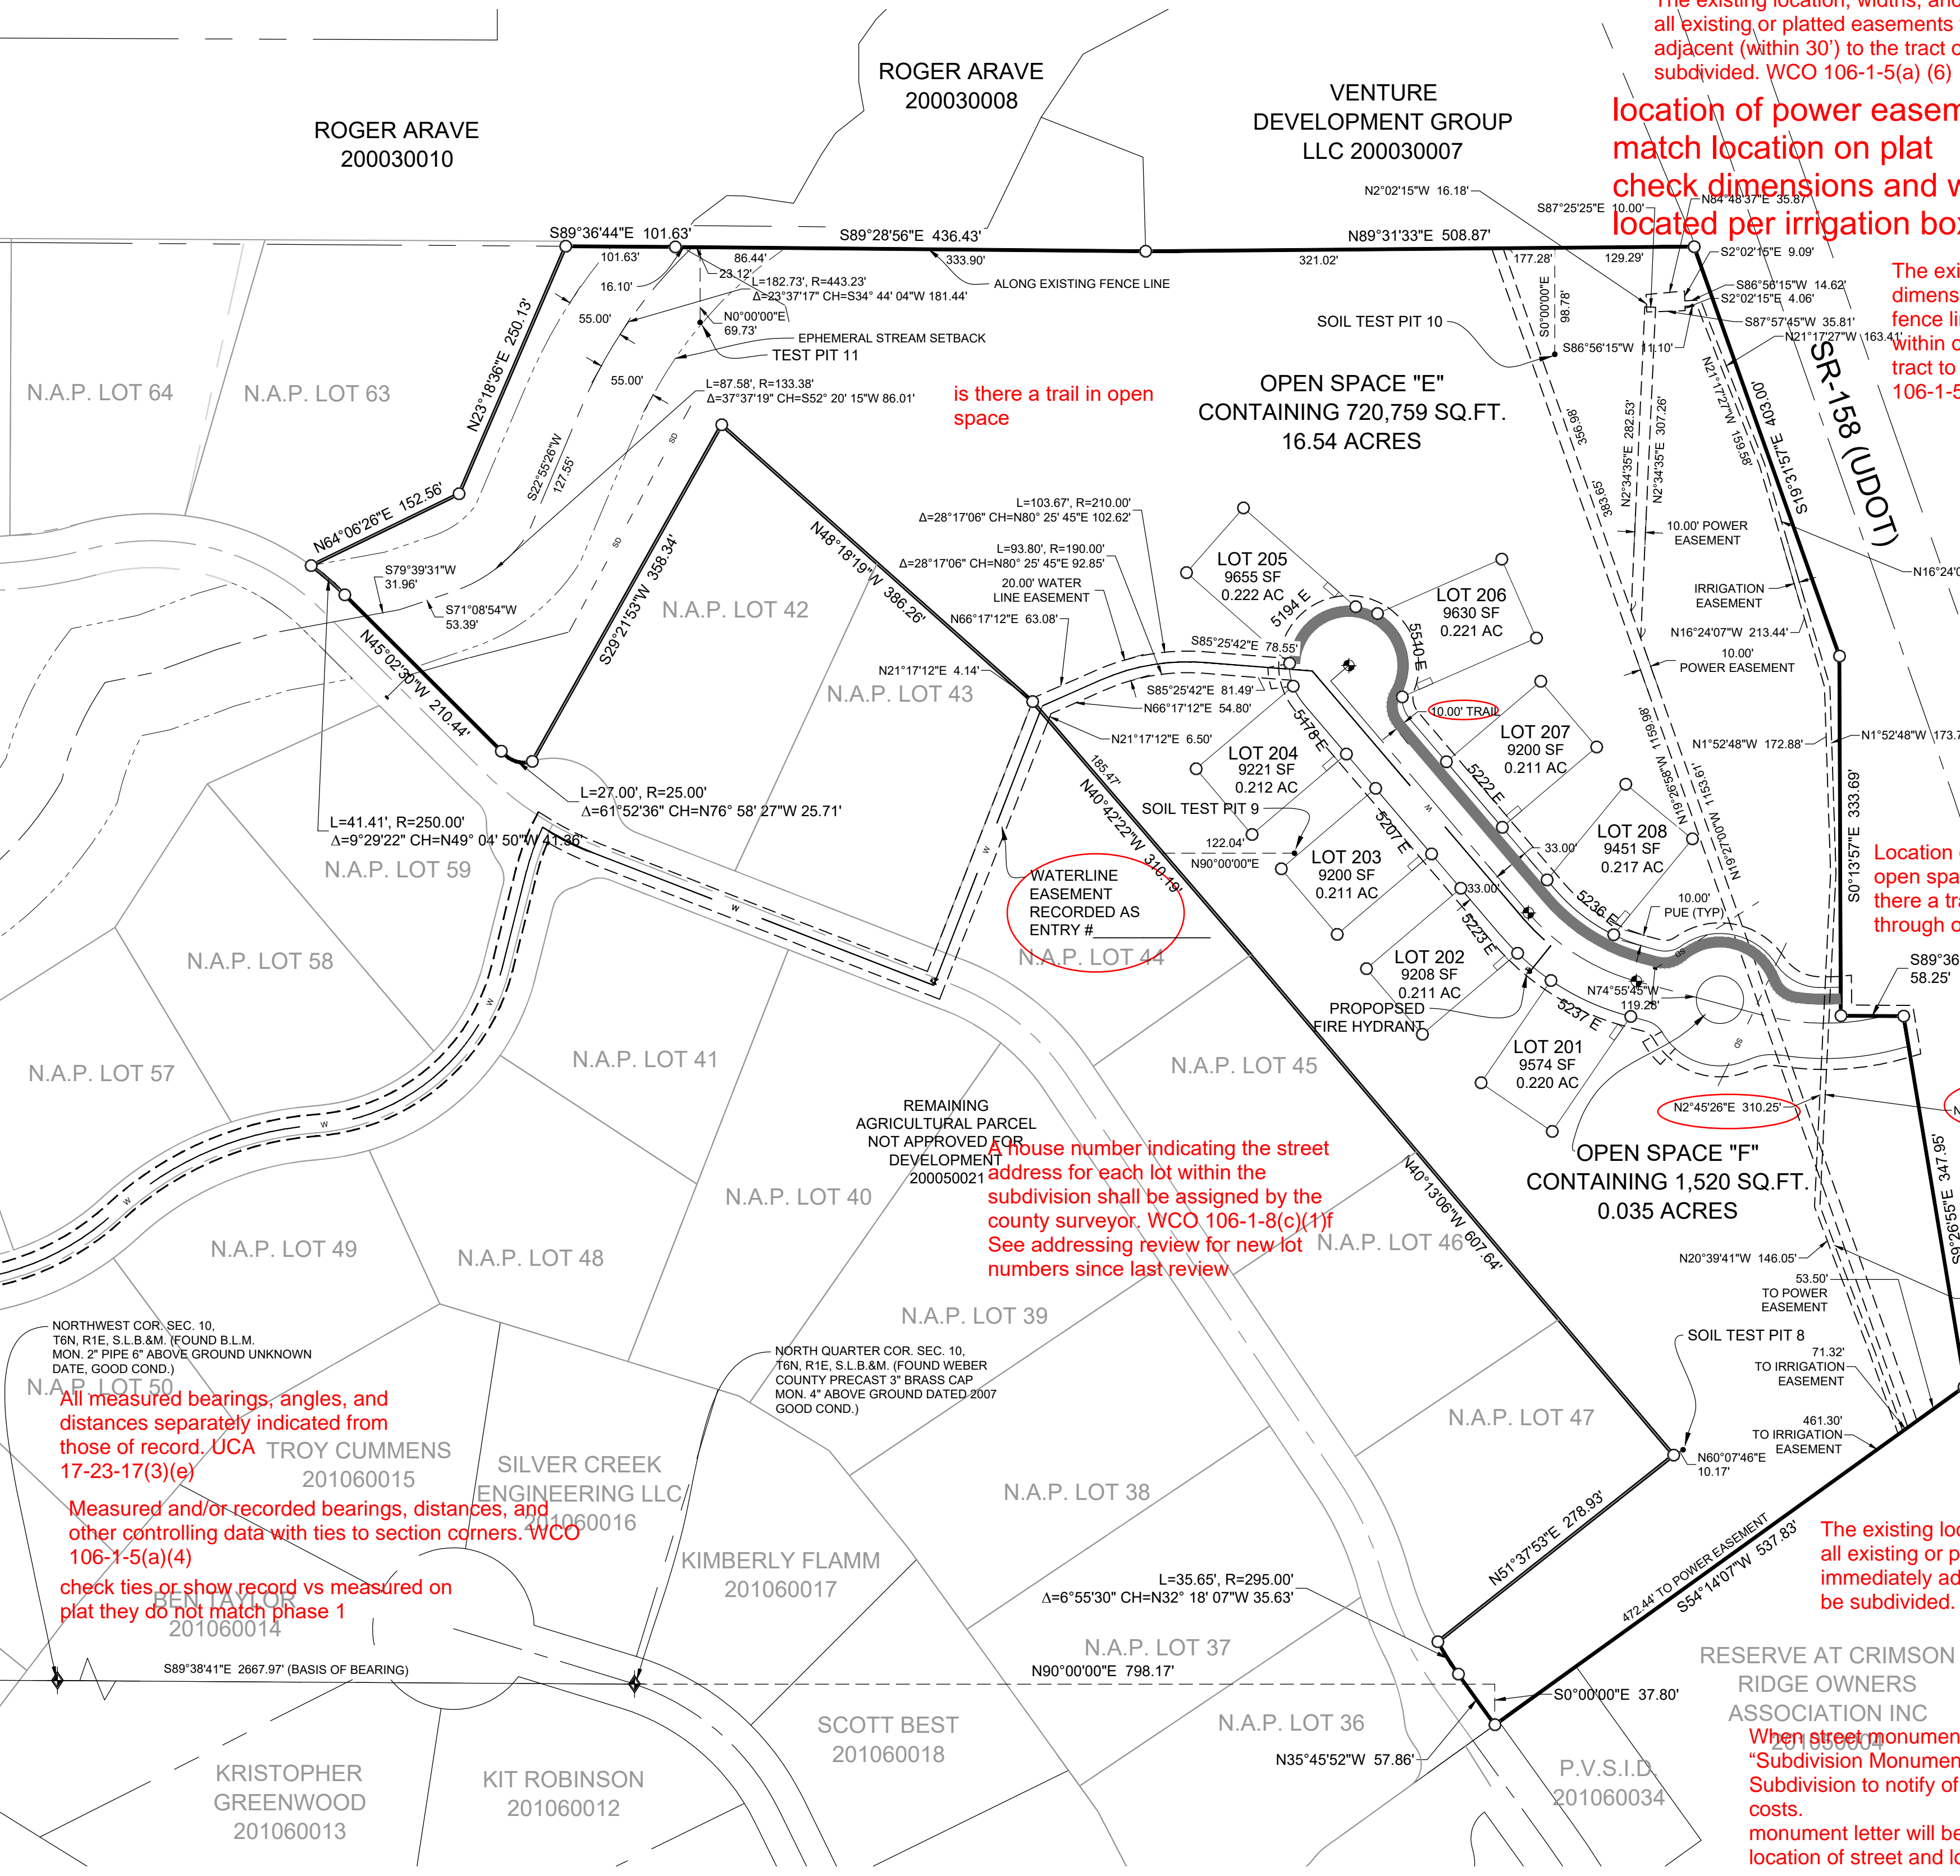 The existing location, widths, and
all existing or platted easements
adjacent (within 30') to the tract
subdivided. WCO 106-1-5(a) (6)
location of power
match location on plat
check dimensions and
located per irrigation
ROGER ARAVE
200030008
VENTURE
DEVELOPMENT GROUP
LLC 200030007
ROGER ARAVE
200030010
N2°02'15"W 16.18'
S87°25'25"E 10.00'
N84°48'37"E 35.87'
S89°36'44"E 101.63'
S89°28'56"E 436.43'
N89°31'33"E 508.87'
101.63'
86.44'
333.90'
321.02'
177.28'
129.29'
S2°02'15"E 9.09'
23.12'
16.10'
L=182.73', R=443.23'
Δ=23°37'17" CH=S34° 44' 04"W 181.44'
ALONG EXISTING FENCE LINE
S86°56'15"W 14.62'
S2°02'15"E 4.06'
S87°57'45"W 35.81'
N21°17'27"W 163.41'
55.00'
N0°00'00"E
69.73'
S0°00'00"E
98.78'
SOIL TEST PIT 10
S86°56'15"W 11.10'
EPHEMERAL STREAM SETBACK
TEST PIT 11
N23°18'36"E 250.13'
55.00'
L=87.58', R=133.38'
Δ=37°37'19" CH=S52° 20' 15"W 86.01'
is there a trail in open
space
OPEN SPACE "E"
CONTAINING 720,759 SQ.FT.
16.54 ACRES
SR-158 (UDOT)
S19°31'57"E 403.00'
N21°17'27"W 159.58'
The
fence
within
tract to
N.A.P. LOT 64
N.A.P. LOT 63
SD
SD
S22°55'26"W
127.55'
356.98'
383.65'
N2°34'35"E 282.53'
N2°34'35"E 307.26'
N64°06'26"E 152.56'
L=103.67', R=210.00'
Δ=28°17'06" CH=N80° 25' 45"E 102.62'
L=93.80', R=190.00'
Δ=28°17'06" CH=N80° 25' 45"E 92.85'
20.00' WATER
LINE EASEMENT
N66°17'12"E 63.08'
10.00' POWER
EASEMENT
IRRIGATION
EASEMENT
N16°24'07"W 213.44'
10.00'
POWER EASEMENT
S79°39'31"W
31.96'
S71°08'54"W
53.39'
S29°21'53"W 358.34'
N48°18'19"W 386.26'
N.A.P. LOT 42
N.A.P. LOT 43
LOT 205
9655 SF
0.222 AC
5194 E
LOT 206
9630 SF
0.221 AC
5510 E
S85°25'42"E 78.55'
N21°17'12"E 4.14'
S85°25'42"E 81.49'
N66°17'12"E 54.80'
N21°17'12"E 6.50'
N45°02'30"W 210.44'
10.00' TRAIL
LOT 207
9200 SF
0.211 AC
5222 E
LOT 204
9221 SF
0.212 AC
5178 E
N1°52'48"W 172.88'
185.47'
N40°42'22"W 310.19'
SOIL TEST PIT 9
122.04'
N90°00'00"E
W
N19°26'58"W 1159.98'
N19°27'00"W 1153.61'
S0°13'57"E 333.69'
L=27.00', R=25.00'
Δ=61°52'36" CH=N76° 58' 27"W 25.71'
L=41.41', R=250.00'
Δ=9°29'22" CH=N49° 04' 50"W 41.36'
N.A.P. LOT 59
LOT 203
9200 SF
0.211 AC
5207 E
33.00'
33.00'
LOT 208
9451 SF
0.217 AC
5236 E
10.00'
PUE (TYP)
Location
open
through
W
W
WATERLINE
EASEMENT
RECORDED AS
ENTRY #
N.A.P. LOT 44
N.A.P. LOT 58
W
LOT 202
9208 SF
0.211 AC
5223 E
58.25'
PROPOPSED
FIRE HYDRANT
N74°55'45"W
119.28'
SD
5237 E
LOT 201
9574 SF
0.220 AC
SD
N.A.P. LOT 57
N.A.P. LOT 41
N.A.P. LOT 45
W
W
N2°45'26"E 310.25'
S9°26'55"E 347.95'
REMAINING
AGRICULTURAL PARCEL
NOT APPROVED FOR
DEVELOPMENT
200050021
A house number indicating the street
address for each lot within the
subdivision shall be assigned by the
county surveyor. WCO 106-1-8(c)(1)f
See addressing review for new lot
numbers since last review
OPEN SPACE "F"
CONTAINING 1,520 SQ.FT.
0.035 ACRES
N.A.P. LOT 40
N40°13'06"W 607.64'
N.A.P. LOT 46
N.A.P. LOT 49
N.A.P. LOT 48
N20°39'41"W 146.05'
53.50'
TO POWER
EASEMENT
N.A.P. LOT 39
NORTHWEST COR. SEC. 10,
T6N, R1E, S.L.B.&M. (FOUND B.L.M.
MON. 2" PIPE 6" ABOVE GROUND UNKNOWN
DATE, GOOD COND.)
NORTH QUARTER COR. SEC. 10,
T6N, R1E, S.L.B.&M. (FOUND WEBER
COUNTY PRECAST 3" BRASS CAP
MON. 4" ABOVE GROUND DATED 2007
GOOD COND.)
SOIL TEST PIT 8
71.32'
TO IRRIGATION
EASEMENT
461.30'
TO IRRIGATION
EASEMENT
N.A.P. LOT 50
All measured bearings, angles, and
distances separately indicated from
those of record. UCA
17-23-17(3)(e)
TROY CUMMENS
201060015
SILVER CREEK
ENGINEERING LLC
201060016
N.A.P. LOT 47
N60°07'46"E
10.17'
Measured and/or recorded bearings, distances, and
other controlling data with ties to section corners. WCO
106-1-5(a)(4)
check ties or show record vs measured on
plat they do not match phase 1
N.A.P. LOT 38
N51°37'53"E 278.93'
472.44' TO POWER EASEMENT
S54°14'07"W 537.83'
The existing
all existing or
immediately
be subdivided.
KIMBERLY FLAMM
201060017
BEN TAYLOR
201060014
L=35.65', R=295.00'
Δ=6°55'30" CH=N32° 18' 07"W 35.63'
N.A.P. LOT 37
S89°38'41"E 2667.97' (BASIS OF BEARING)
N90°00'00"E 798.17'
S0°00'00"E 37.80'
RESERVE AT CRIMSON
RIDGE OWNERS
ASSOCIATION INC
201050004
SCOTT BEST
201060018
N.A.P. LOT 36
N35°45'52"W 57.86'
P.V.S.I.D.
201060034
When street
“Subdivision
Subdivision to notify of
costs.
monument letter will be
location of street and
KRISTOPHER
GREENWOOD
201060013
KIT ROBINSON
201060012